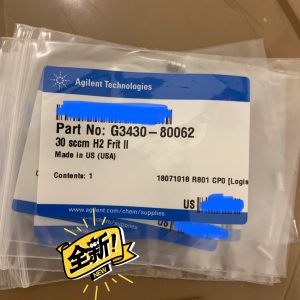 Agilent Technologies
Part No: G3430-80062
30 sccm H2 Frit II
Made in US (USA)
Contents: 1
18071018 R801 CP0 [Logis
US
www.agilent.com/chem/supplies
全新!
NEW